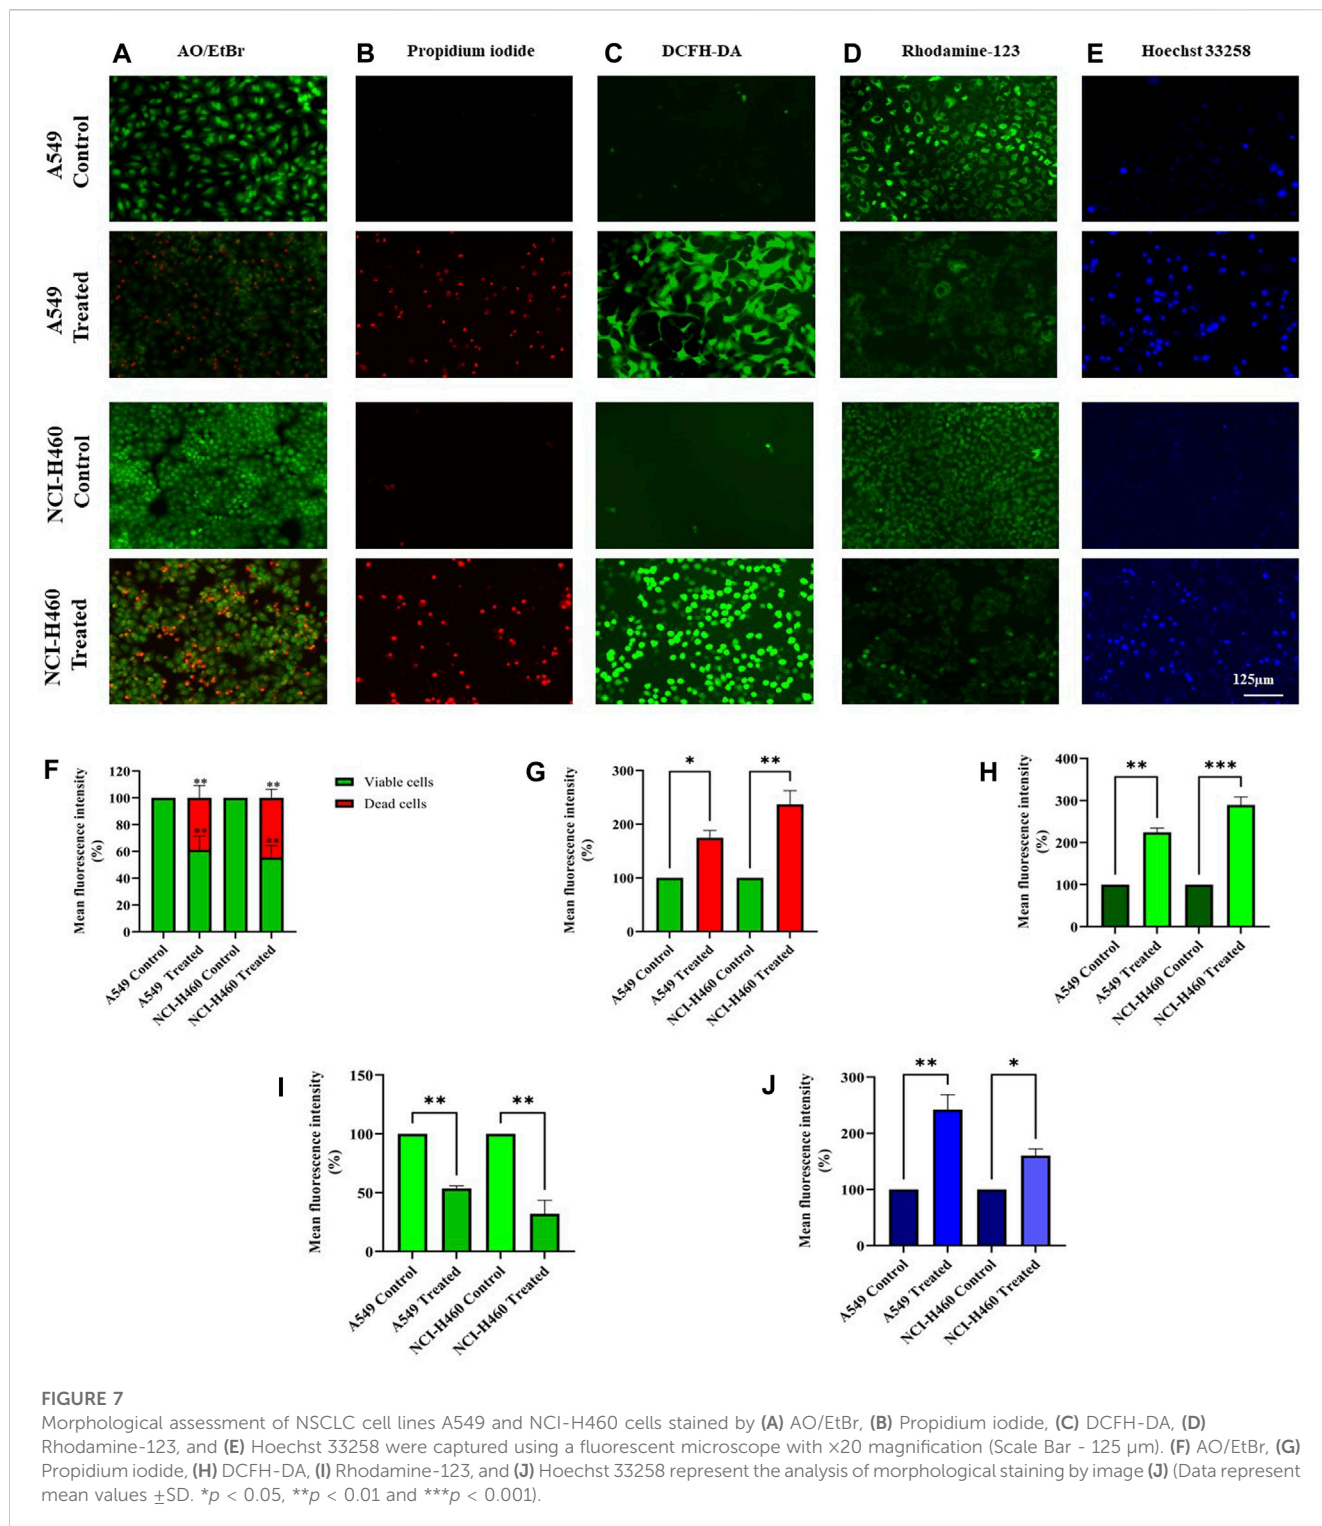 A AO/EtBr B Propidium iodide C DCFH-DA D Rhodamine-123 E Hoechst 33258
A549 Control
A549 Treated
NCI-H460 Control
NCI-H460 Treated
125µm
F
Mean fluorescence intensity (%)
120
100
80
60
40
20
0
** ** ** **
A549 Control
A549 Treated
NCI-H460 Control
NCI-H460 Treated
Viable cells
Dead cells
G
Mean fluorescence intensity (%)
300
200
100
0
* **
A549 Control
A549 Treated
NCI-H460 Control
NCI-H460 Treated
H
Mean fluorescence intensity (%)
400
300
200
100
0
** ***
A549 Control
A549 Treated
NCI-H460 Control
NCI-H460 Treated
I
Mean fluorescence intensity (%)
150
100
50
0
** **
A549 Control
A549 Treated
NCI-H460 Control
NCI-H460 Treated
J
Mean fluorescence intensity (%)
300
200
100
0
** *
A549 Control
A549 Treated
NCI-H460 Control
NCI-H460 Treated
FIGURE 7
Morphological assessment of NSCLC cell lines A549 and NCI-H460 cells stained by (A) AO/EtBr, (B) Propidium iodide, (C) DCFH-DA, (D)
Rhodamine-123, and (E) Hoechst 33258 were captured using a fluorescent microscope with ×20 magnification (Scale Bar - 125 µm). (F) AO/EtBr, (G)
Propidium iodide, (H) DCFH-DA, (I) Rhodamine-123, and (J) Hoechst 33258 represent the analysis of morphological staining by image (J) (Data represent
mean values ±SD. *p < 0.05, **p < 0.01 and ***p < 0.001).